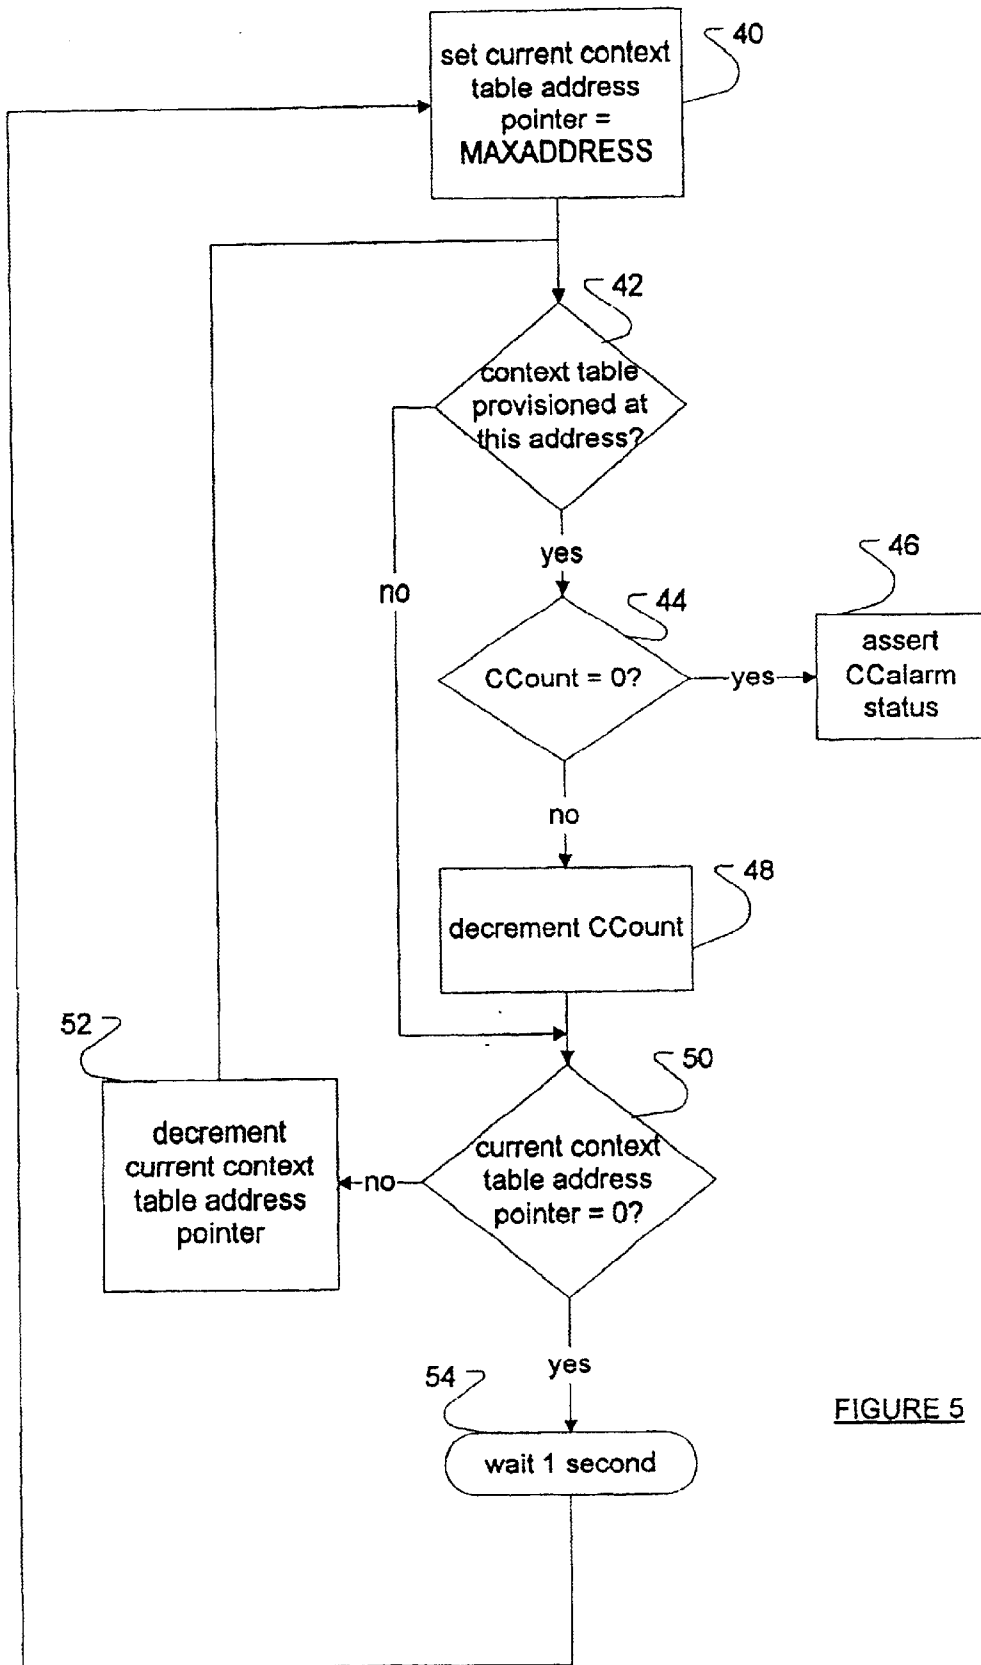 40
set current context
table address
pointer =
MAXADDRESS
42
context table
provisioned at
this address?
yes
no
46
44
assert
CCalarm
status
CCount = 0?
yes
no
48
decrement CCount
52
50
decrement
current context
table address
pointer
no
current context
table address
pointer = 0?
yes
54
wait 1 second
FIGURE 5